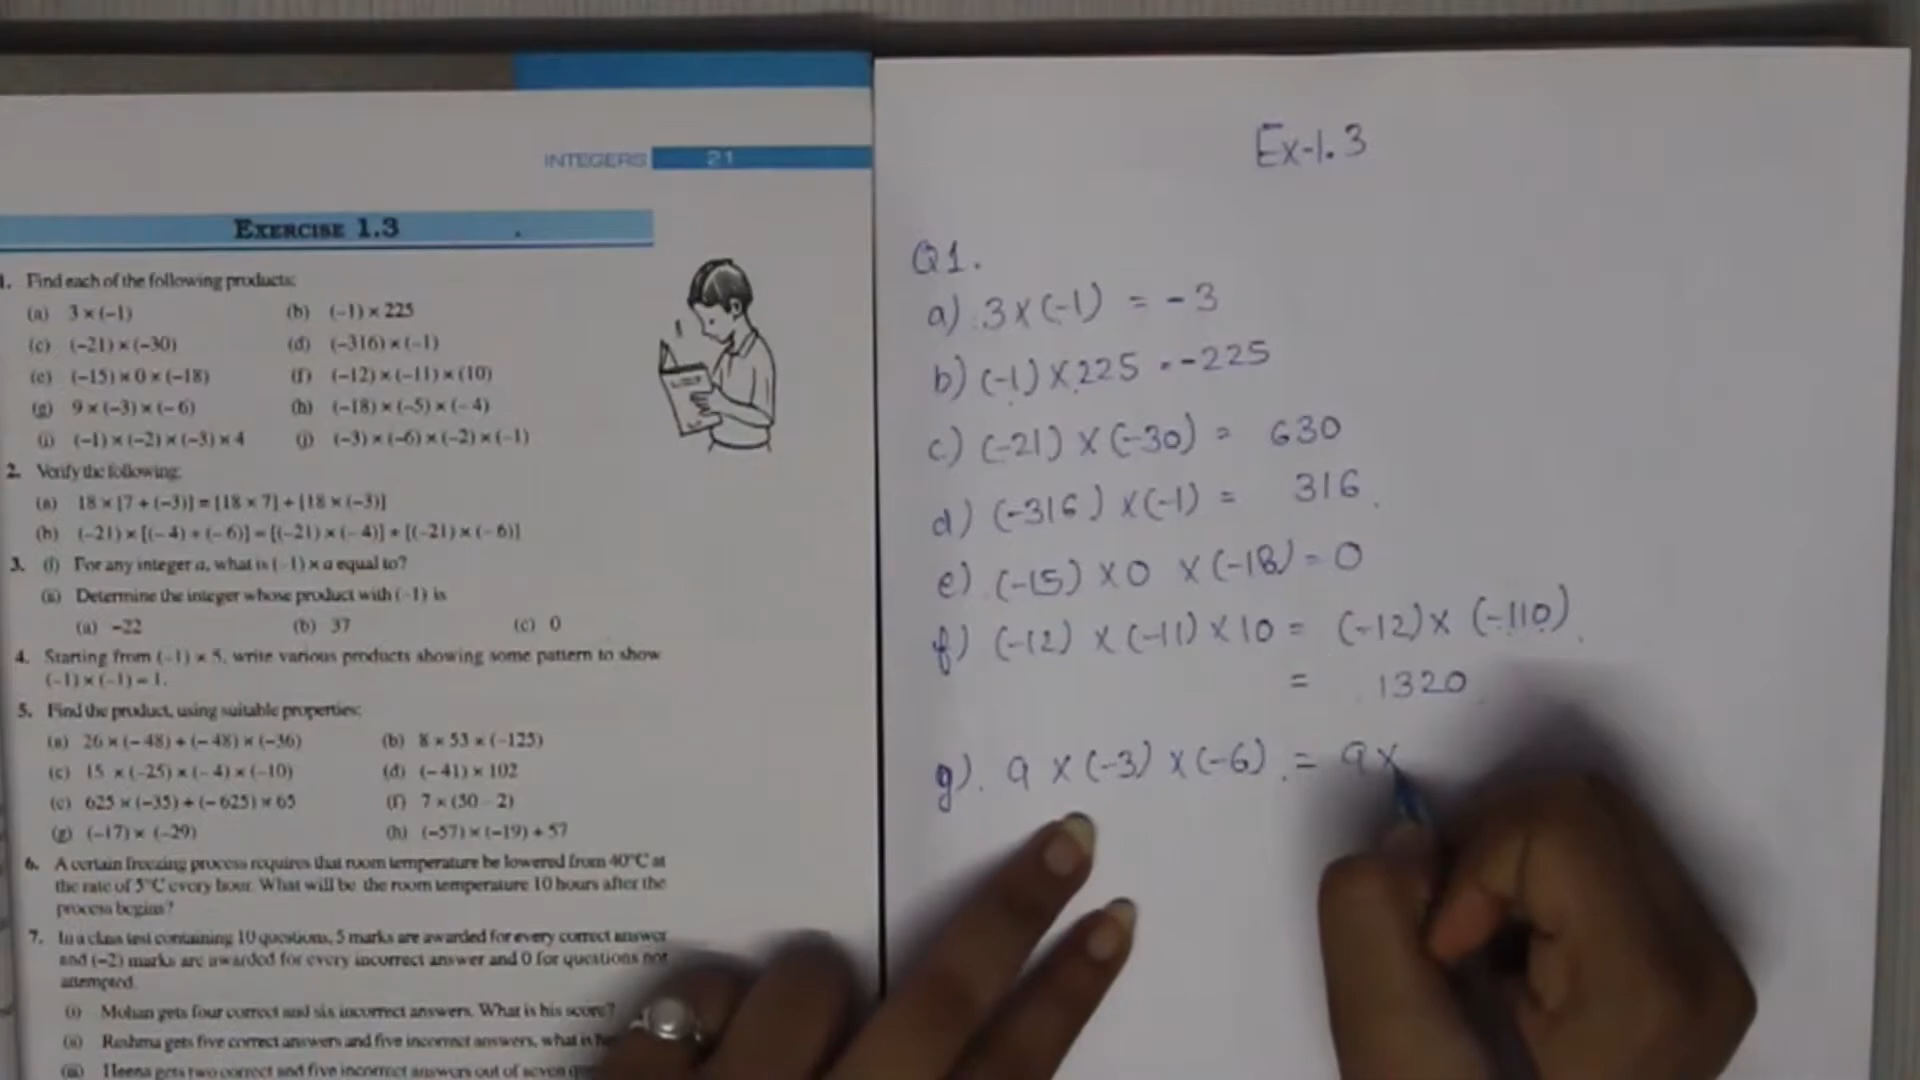 INTEGERS 21
EXERCISE 1.3
1. Find each of the following products:
(a) 3 × (–1) (b) (–1) × 225
(c) (–21) × (–30) (d) (–316) × (–1)
(e) (–15) × 0 × (–18) (f) (–12) × (–11) × (10)
(g) 9 × (–3) × (– 6) (h) (–18) × (–5) × (– 4)
(i) (–1) × (–2) × (–3) × 4 (j) (–3) × (–6) × (–2) × (–1)
2. Verify the following:
(a) 18 × [7 + (–3)] = [18 × 7] + [18 × (–3)]
(b) (–21) × [(– 4) + (– 6)] = [(–21) × (– 4)] + [(–21) × (– 6)]
3. (i) For any integer a, what is (–1) × a equal to?
(ii) Determine the integer whose product with (–1) is
(a) –22 (b) 37 (c) 0
4. Starting from (–1) × 5, write various products showing some pattern to show
(–1) × (–1) = 1.
5. Find the product, using suitable properties:
(a) 26 × (– 48) + (– 48) × (–36) (b) 8 × 53 × (–125)
(c) 15 × (–25) × (– 4) × (–10) (d) (– 41) × 102
(e) 625 × (–35) + (– 625) × 65 (f) 7 × (50 – 2)
(g) (–17) × (–29) (h) (–57) × (–19) + 57
6. A certain freezing process requires that room temperature be lowered from 40°C at
the rate of 5°C every hour. What will be the room temperature 10 hours after the
process begins?
7. In a class test containing 10 questions, 5 marks are awarded for every correct answer
and (–2) marks are awarded for every incorrect answer and 0 for questions not
attempted.
(i) Mohan gets four correct and six incorrect answers. What is his score?
(ii) Reshma gets five correct answers and five incorrect answers, what is
(iii) Heena gets two correct and five incorrect answers out of seven
Ex-1.3
Q1.
a) 3 × (-1) = -3
b) (-1) × 225 = -225
c) (-21) × (-30) = 630
d) (-316) × (-1) = 316.
e) (-15) × 0 × (-18) = 0
f) (-12) × (-11) × 10 = (-12) × (-110)
= 1320
g). 9 × (-3) × (-6) = 9×